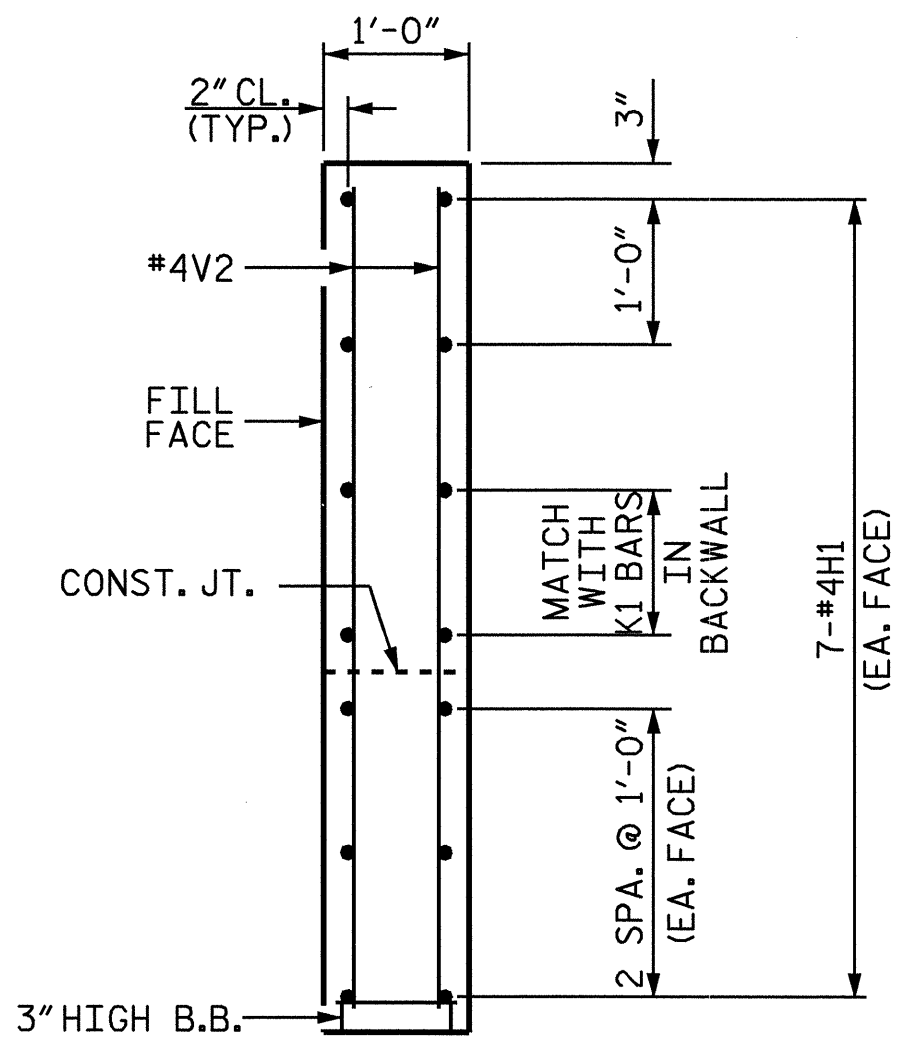 1'-0"
2" CL.
(TYP.)
3"
#4V2
1'-0"
FILL
FACE
MATCH
WITH
K1 BARS
IN
BACKWALL
7-#4H1
(EA. FACE)
CONST. JT.
2 SPA. @ 1'-0"
(EA. FACE)
3" HIGH B.B.